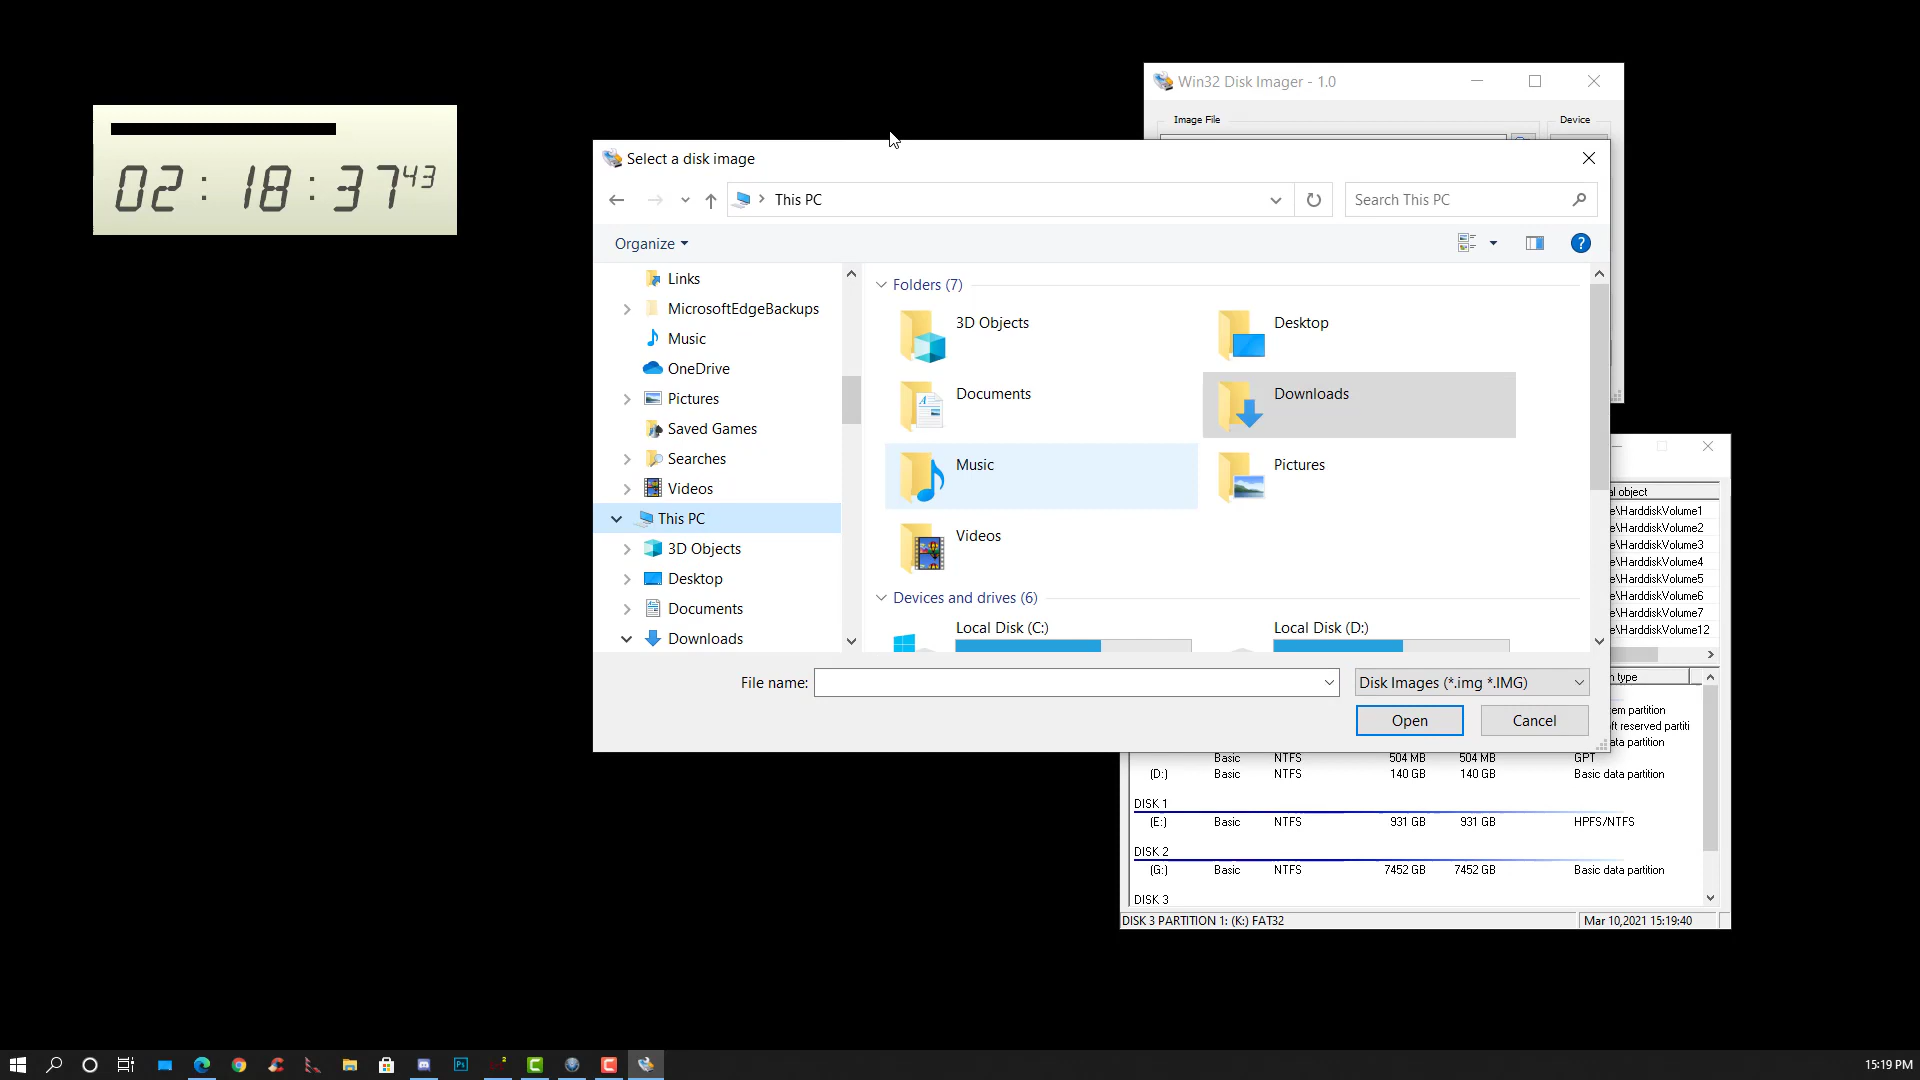 Win32 Disk Imager - 1.0
Image File
Device
02:18:37 43
Select a disk image
This PC
Search This PC
Organize
Links
MicrosoftEdgeBackups
Music
OneDrive
Pictures
Saved Games
Searches
Videos
This PC
3D Objects
Desktop
Documents
Downloads
Folders (7)
3D Objects
Desktop
Documents
Downloads
Music
Pictures
Videos
Devices and drives (6)
Local Disk (C:)
Local Disk (D:)
File name:
Disk Images (*.img *.IMG)
Open
Cancel
al object
e\HarddiskVolume1
e\HarddiskVolume2
e\HarddiskVolume3
e\HarddiskVolume4
e\HarddiskVolume5
e\HarddiskVolume6
e\HarddiskVolume7
e\HarddiskVolume12
n type
em partition
ft reserved partiti
data partition
Basic NTFS 504 MB 504 MB GPT
(D:) Basic NTFS 140 GB 140 GB Basic data partition
DISK 1
(E:) Basic NTFS 931 GB 931 GB HPFS/NTFS
DISK 2
(G:) Basic NTFS 7452 GB 7452 GB Basic data partition
DISK 3
DISK 3 PARTITION 1: (K:) FAT32
Mar 10,2021 15:19:40
Ps
15:19 PM